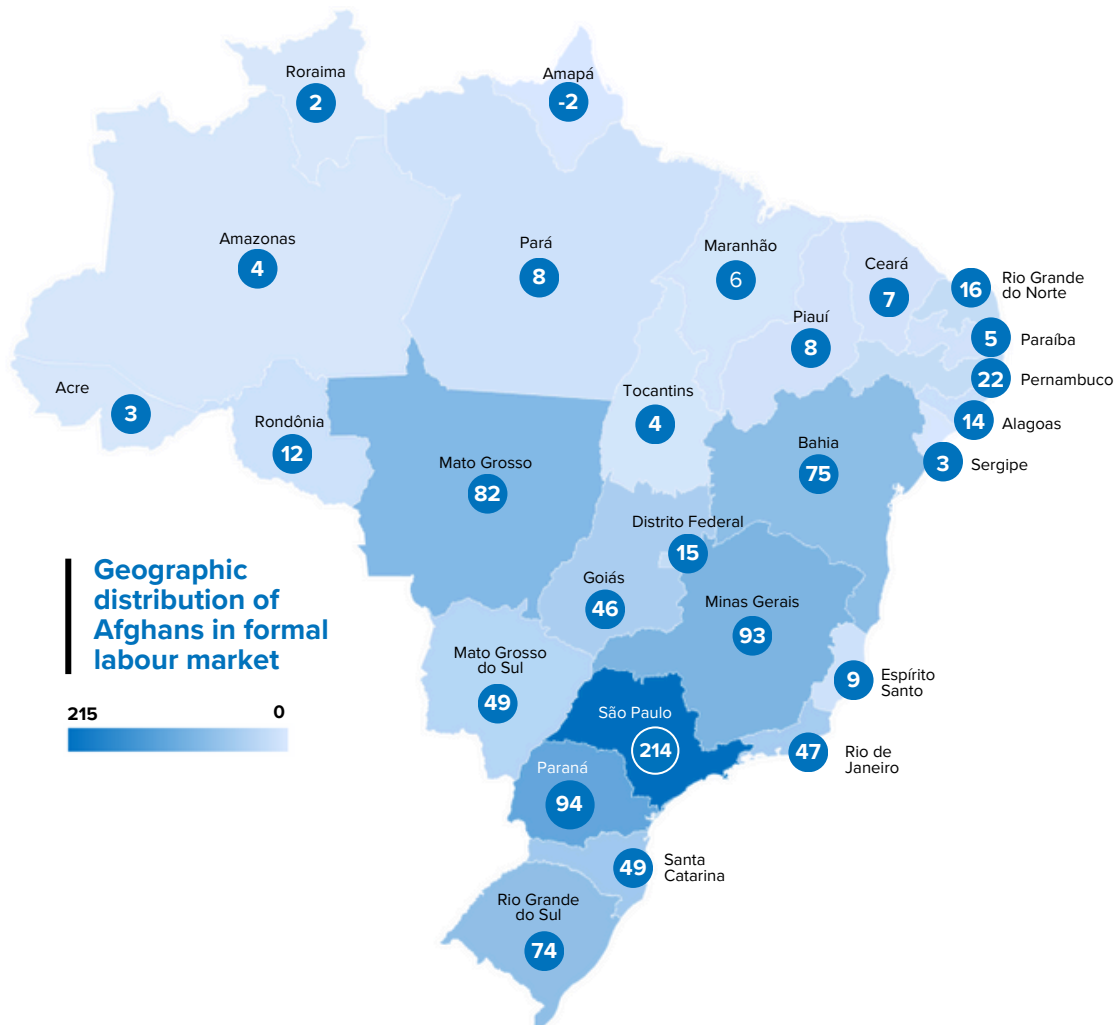 Roraima
2
Amapá
-2
Amazonas
4
Pará
8
Maranhão
6
Ceará
7
Rio Grande
do Norte
16
Piauí
8
Paraíba
5
Pernambuco
22
Acre
3
Rondônia
12
Tocantins
4
Alagoas
14
Bahia
75
Sergipe
3
Mato Grosso
82
Distrito Federal
15
Goiás
46
Minas Gerais
93
Geographic
distribution of
Afghans in formal
labour market
215 0
Mato Grosso
do Sul
49
Espírito
Santo
9
São Paulo
214
Rio de
Janeiro
47
Paraná
94
Santa
Catarina
49
Rio Grande
do Sul
74